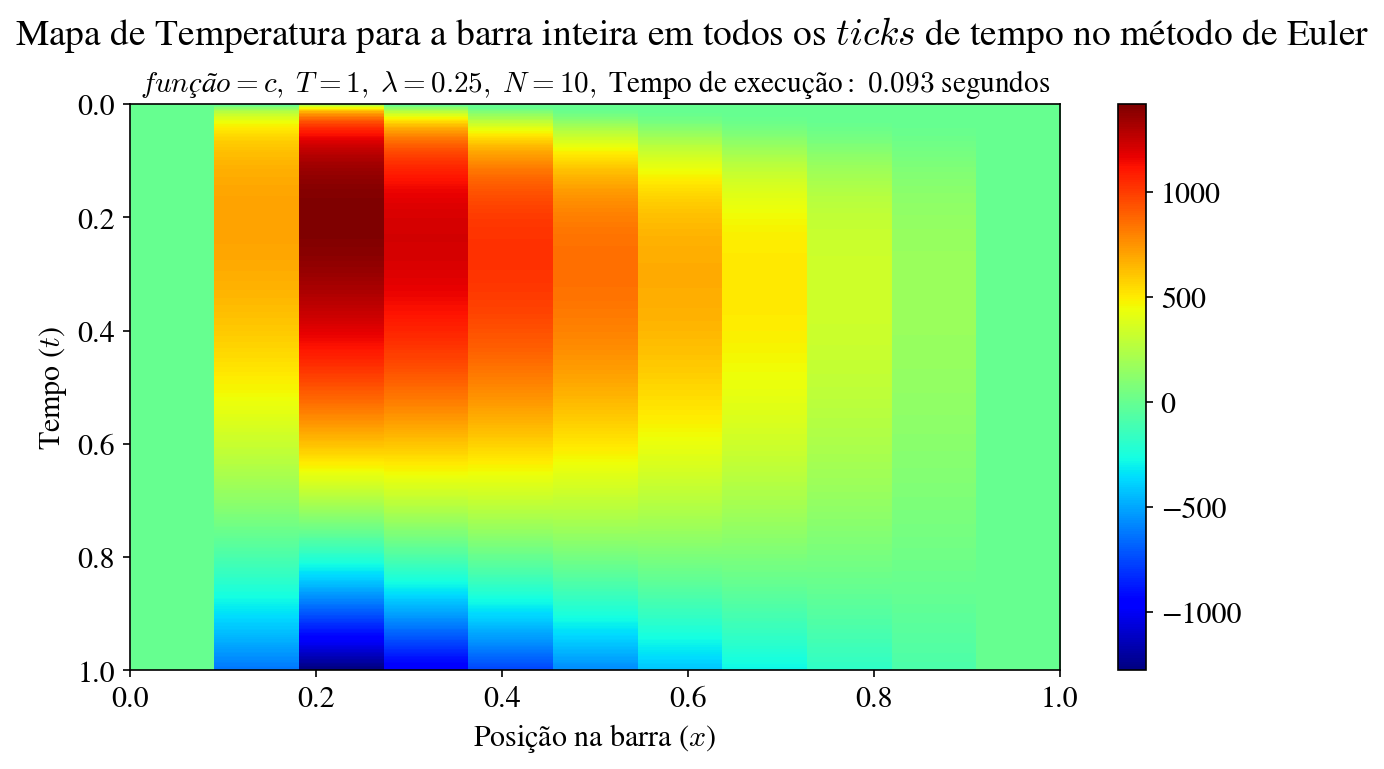 Mapa de Temperatura para a barra inteira em todos os ticks de tempo no método de Euler
função = c, T = 1, λ = 0.25, N = 10, Tempo de execução: 0.093 segundos
0.0
0.2
0.4
0.6
0.8
1.0
Tempo (t)
0.0 0.2 0.4 0.6 0.8 1.0
Posição na barra (x)
1000
500
0
−500
−1000